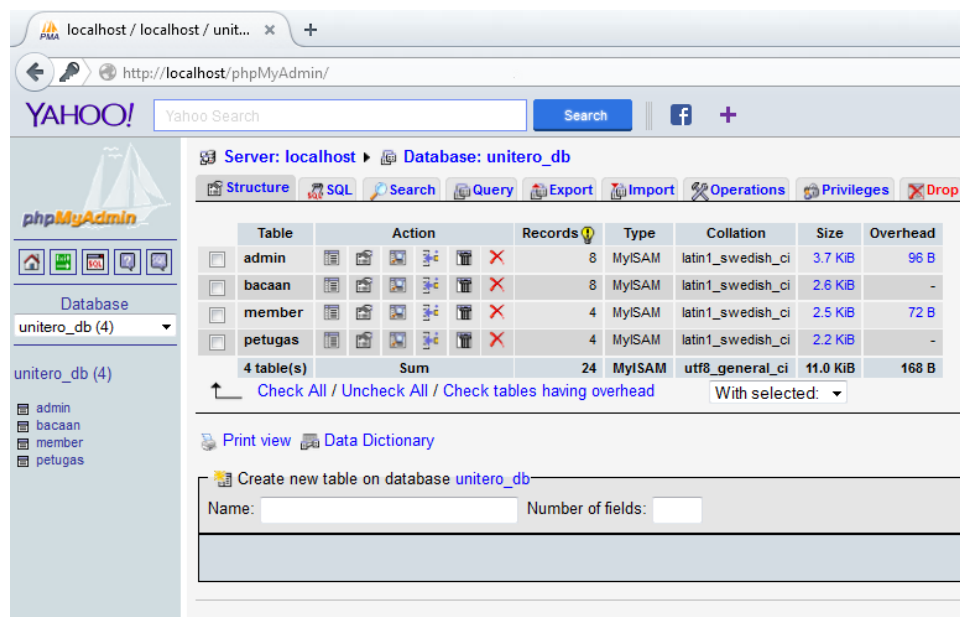 localhost / localhost / unit...
http://localhost/phpMyAdmin/
YAHOO! Yahoo Search Search
phpMyAdmin
Database
unitero_db (4)
unitero_db (4)
admin
bacaan
member
petugas
Server: localhost Database: unitero_db
Structure SQL Search Query Export Import Operations Privileges Drop
Table Action Records Type Collation Size Overhead
admin 8 MyISAM latin1_swedish_ci 3.7 KiB 96 B
bacaan 8 MyISAM latin1_swedish_ci 2.6 KiB -
member 4 MyISAM latin1_swedish_ci 2.5 KiB 72 B
petugas 4 MyISAM latin1_swedish_ci 2.2 KiB -
4 table(s) Sum 24 MyISAM utf8_general_ci 11.0 KiB 168 B
Check All / Uncheck All / Check tables having overhead With selected:
Print view Data Dictionary
Create new table on database unitero_db
Name: Number of fields: